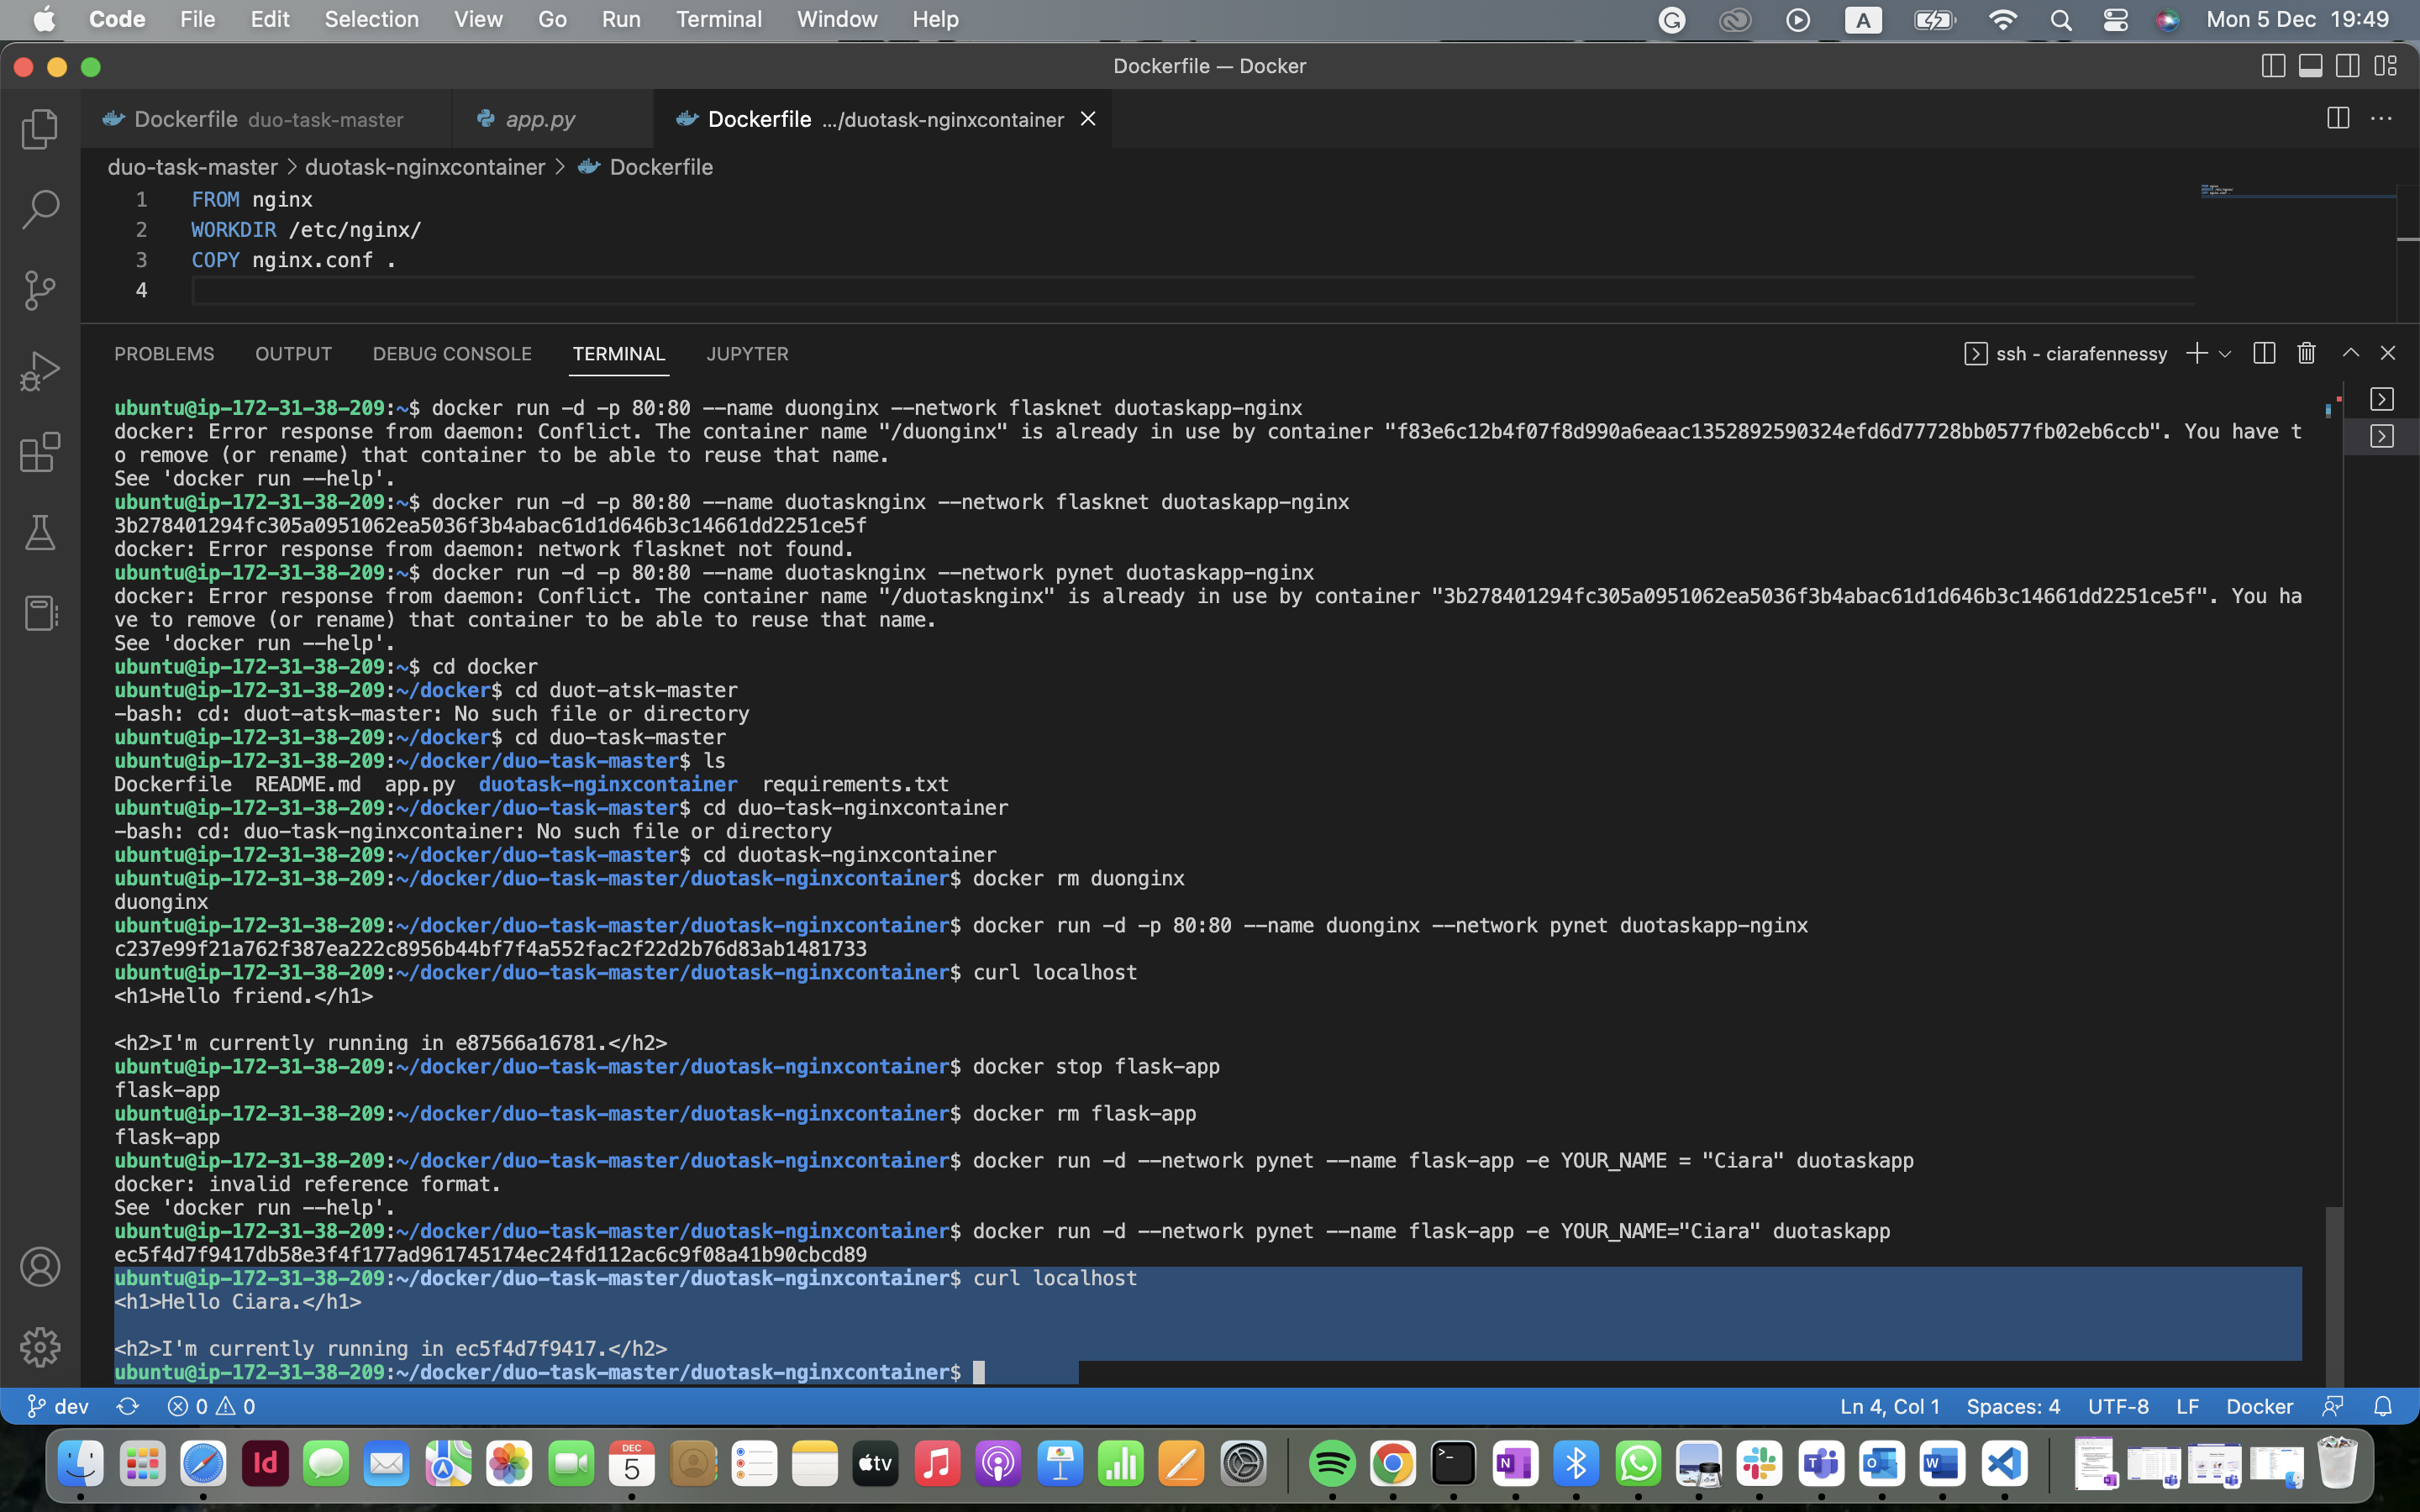 Code File Edit Selection View Go Run Terminal Window Help A Mon 5 Dec 19:49
Dockerfile — Docker
Dockerfile duo-task-master app.py Dockerfile .../duotask-nginxcontainer
duo-task-master > duotask-nginxcontainer > Dockerfile
1 FROM nginx
2 WORKDIR /etc/nginx/
3 COPY nginx.conf .
4
PROBLEMS OUTPUT DEBUG CONSOLE TERMINAL JUPYTER ssh - ciarafennessy
ubuntu@ip-172-31-38-209:~$ docker run -d -p 80:80 --name duonginx --network flasknet duotaskapp-nginx
docker: Error response from daemon: Conflict. The container name "/duonginx" is already in use by container "f83e6c12b4f07f8d990a6eaac1352892590324efd6d77728bb0577fb02eb6ccb". You have t
o remove (or rename) that container to be able to reuse that name.
See 'docker run --help'.
ubuntu@ip-172-31-38-209:~$ docker run -d -p 80:80 --name duotasknginx --network flasknet duotaskapp-nginx
3b278401294fc305a0951062ea5036f3b4abac61d1d646b3c14661dd2251ce5f
docker: Error response from daemon: network flasknet not found.
ubuntu@ip-172-31-38-209:~$ docker run -d -p 80:80 --name duotasknginx --network pynet duotaskapp-nginx
docker: Error response from daemon: Conflict. The container name "/duotasknginx" is already in use by container "3b278401294fc305a0951062ea5036f3b4abac61d1d646b3c14661dd2251ce5f". You ha
ve to remove (or rename) that container to be able to reuse that name.
See 'docker run --help'.
ubuntu@ip-172-31-38-209:~$ cd docker
ubuntu@ip-172-31-38-209:~/docker$ cd duot-atsk-master
-bash: cd: duot-atsk-master: No such file or directory
ubuntu@ip-172-31-38-209:~/docker$ cd duo-task-master
ubuntu@ip-172-31-38-209:~/docker/duo-task-master$ ls
Dockerfile README.md app.py duotask-nginxcontainer requirements.txt
ubuntu@ip-172-31-38-209:~/docker/duo-task-master$ cd duo-task-nginxcontainer
-bash: cd: duo-task-nginxcontainer: No such file or directory
ubuntu@ip-172-31-38-209:~/docker/duo-task-master$ cd duotask-nginxcontainer
ubuntu@ip-172-31-38-209:~/docker/duo-task-master/duotask-nginxcontainer$ docker rm duonginx
duonginx
ubuntu@ip-172-31-38-209:~/docker/duo-task-master/duotask-nginxcontainer$ docker run -d -p 80:80 --name duonginx --network pynet duotaskapp-nginx
c237e99f21a762f387ea222c8956b44bf7f4a552fac2f22d2b76d83ab1481733
ubuntu@ip-172-31-38-209:~/docker/duo-task-master/duotask-nginxcontainer$ curl localhost
<h1>Hello friend.</h1>
<h2>I'm currently running in e87566a16781.</h2>
ubuntu@ip-172-31-38-209:~/docker/duo-task-master/duotask-nginxcontainer$ docker stop flask-app
flask-app
ubuntu@ip-172-31-38-209:~/docker/duo-task-master/duotask-nginxcontainer$ docker rm flask-app
flask-app
ubuntu@ip-172-31-38-209:~/docker/duo-task-master/duotask-nginxcontainer$ docker run -d --network pynet --name flask-app -e YOUR_NAME = "Ciara" duotaskapp
docker: invalid reference format.
See 'docker run --help'.
ubuntu@ip-172-31-38-209:~/docker/duo-task-master/duotask-nginxcontainer$ docker run -d --network pynet --name flask-app -e YOUR_NAME="Ciara" duotaskapp
ec5f4d7f9417db58e3f4f177ad961745174ec24fd112ac6c9f08a41b90cbcd89
ubuntu@ip-172-31-38-209:~/docker/duo-task-master/duotask-nginxcontainer$ curl localhost
<h1>Hello Ciara.</h1>
<h2>I'm currently running in ec5f4d7f9417.</h2>
ubuntu@ip-172-31-38-209:~/docker/duo-task-master/duotask-nginxcontainer$
dev 0 0 Ln 4, Col 1 Spaces: 4 UTF-8 LF Docker
Id DEC 5 tv N T O W